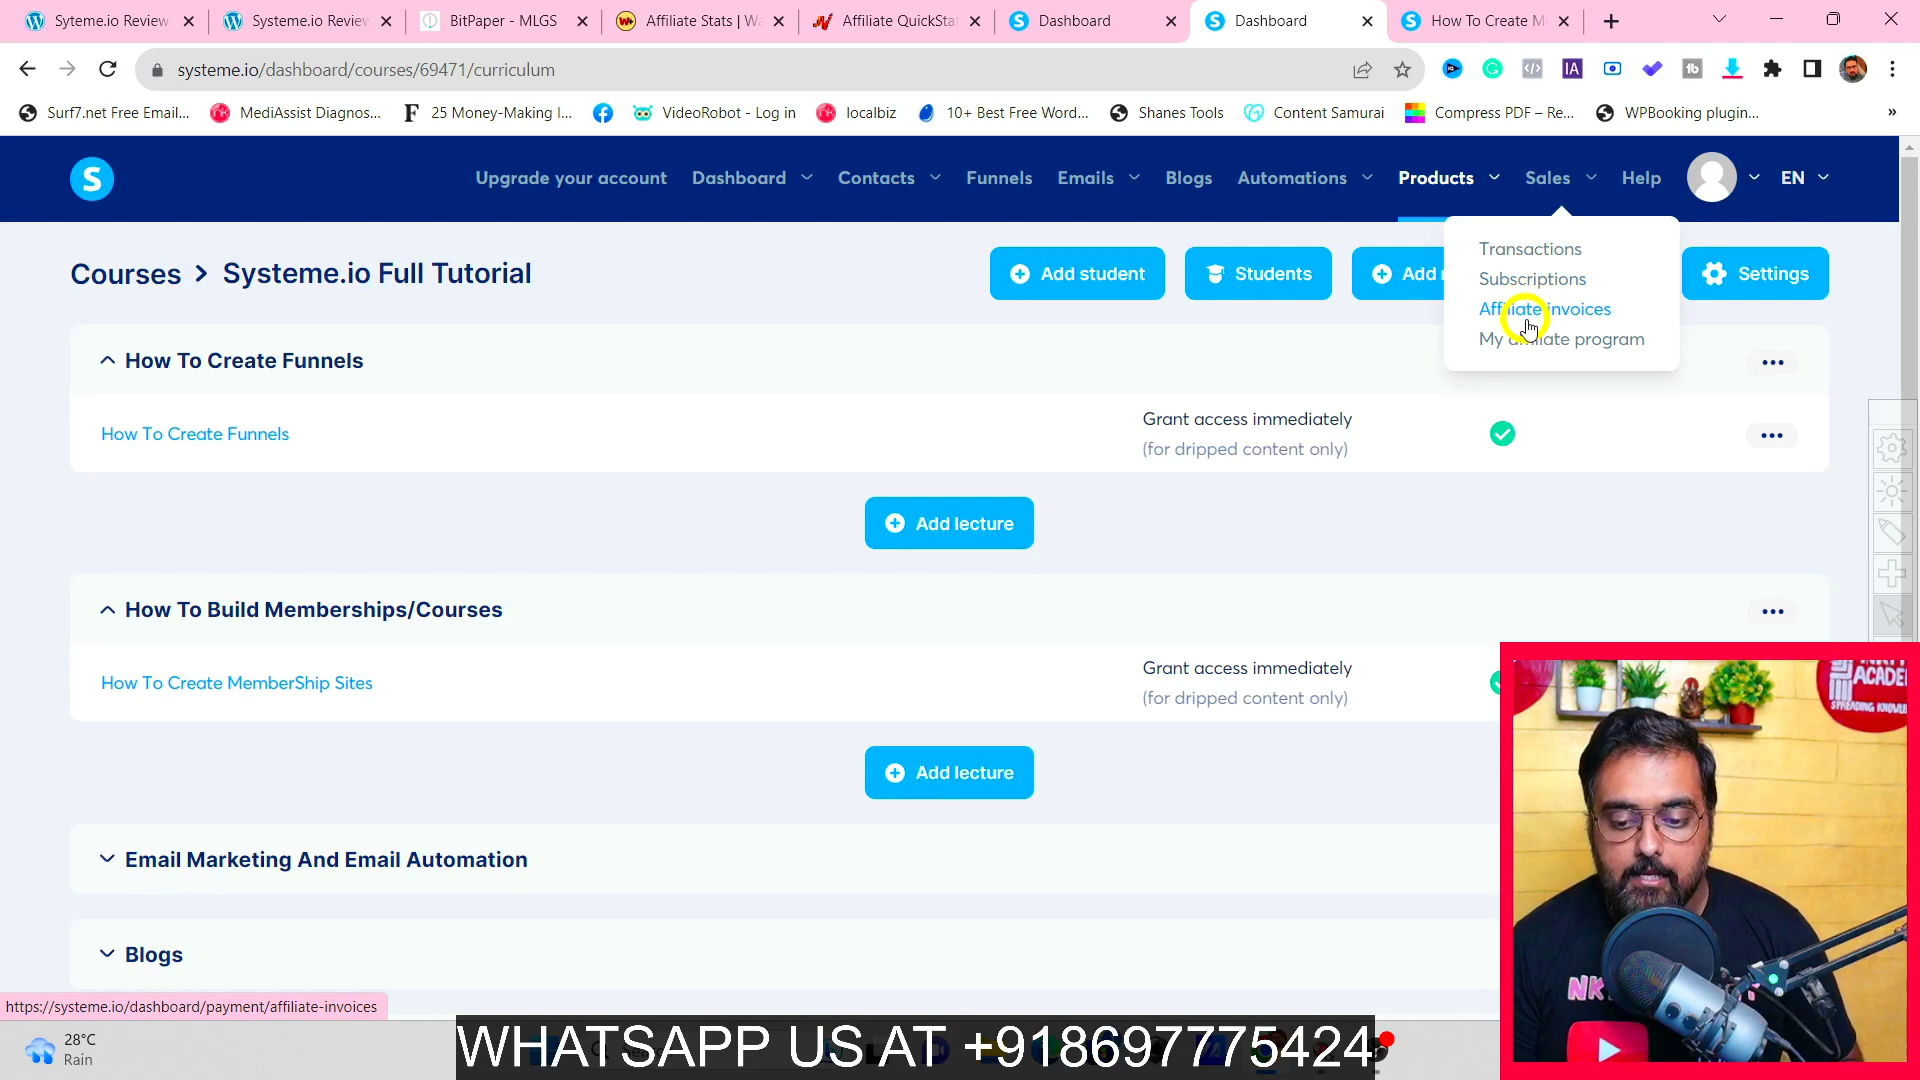 Syteme.io Review
Systeme.io Review
BitPaper - MLGS
Affiliate Stats | Wa
Affiliate QuickStat
Dashboard
Dashboard
How To Create M
systeme.io/dashboard/courses/69471/curriculum
Surf7.net Free Email...
MediAssist Diagnos...
25 Money-Making I...
VideoRobot - Log in
localbiz
10+ Best Free Word...
Shanes Tools
Content Samurai
Compress PDF – Re...
WPBooking plugin...
»
S
Upgrade your account
Dashboard
Contacts
Funnels
Emails
Blogs
Automations
Products
Sales
Help
EN
Transactions
Subscriptions
Affiliate invoices
My affiliate program
Courses > Systeme.io Full Tutorial
Add student
Students
Add
Settings
How To Create Funnels
How To Create Funnels
Grant access immediately
(for dripped content only)
Add lecture
How To Build Memberships/Courses
How To Create MemberShip Sites
Grant access immediately
(for dripped content only)
Add lecture
Email Marketing And Email Automation
Blogs
https://systeme.io/dashboard/payment/affiliate-invoices
28°C
Rain
WHATSAPP US AT +918697775424